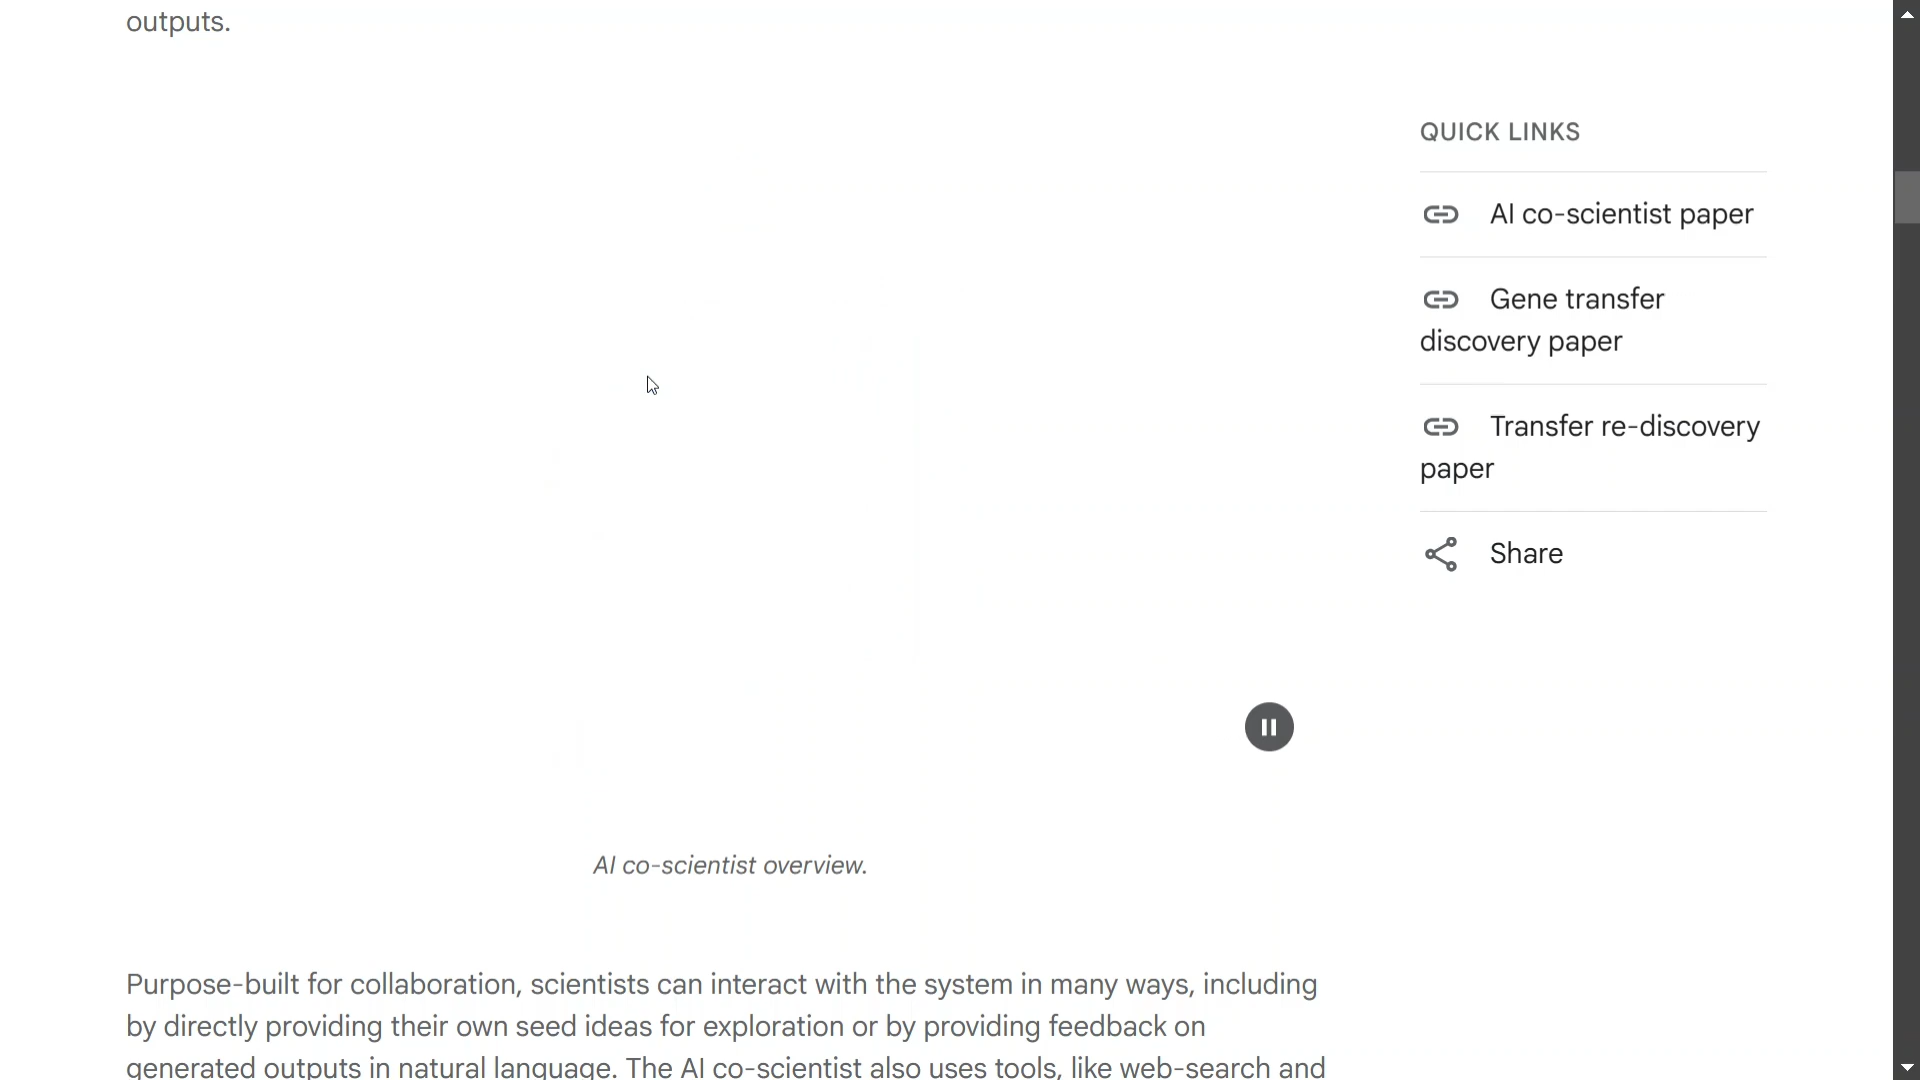 outputs.
QUICK LINKS
AI co-scientist paper
Gene transfer
discovery paper
Transfer re-discovery
paper
Share
AI co-scientist overview.
Purpose-built for collaboration, scientists can interact with the system in many ways, including
by directly providing their own seed ideas for exploration or by providing feedback on
generated outputs in natural language. The AI co-scientist also uses tools, like web-search and